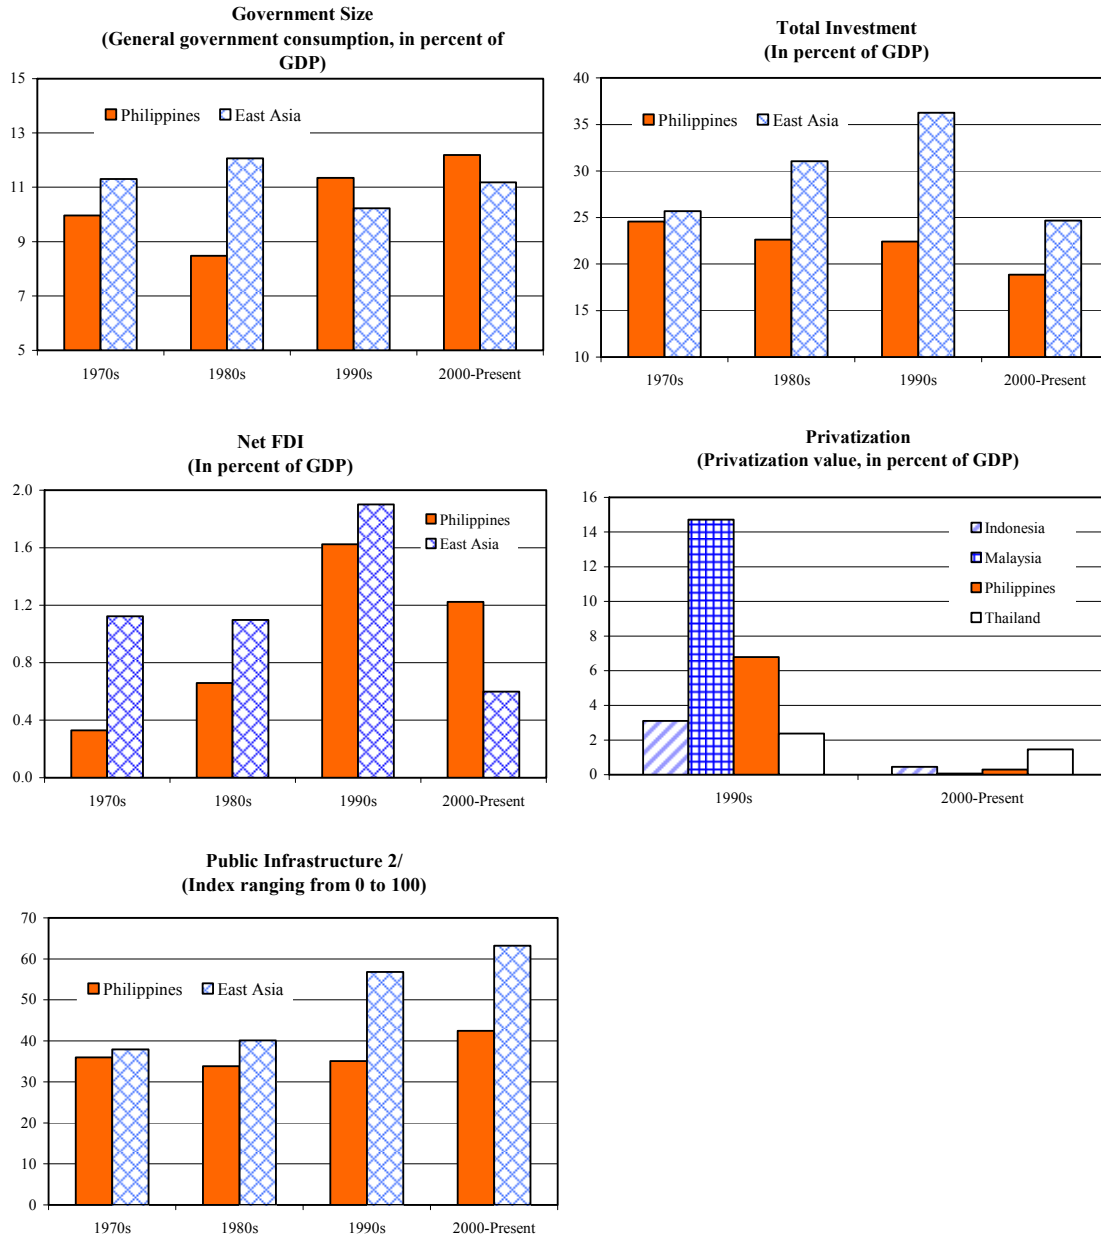 Government Size
(General government consumption, in percent of
GDP)
15
13
11
9
7
5
Philippines East Asia
1970s 1980s 1990s 2000-Present
Total Investment
(In percent of GDP)
40
35
30
25
20
15
10
Philippines East Asia
1970s 1980s 1990s 2000-Present
Net FDI
(In percent of GDP)
2.0
1.6
1.2
0.8
0.4
0.0
Philippines
East Asia
1970s 1980s 1990s 2000-Present
Privatization
(Privatization value, in percent of GDP)
16
14
12
10
8
6
4
2
0
Indonesia
Malaysia
Philippines
Thailand
1990s 2000-Present
Public Infrastructure 2/
(Index ranging from 0 to 100)
70
60
50
40
30
20
10
0
Philippines East Asia
1970s 1980s 1990s 2000-Present